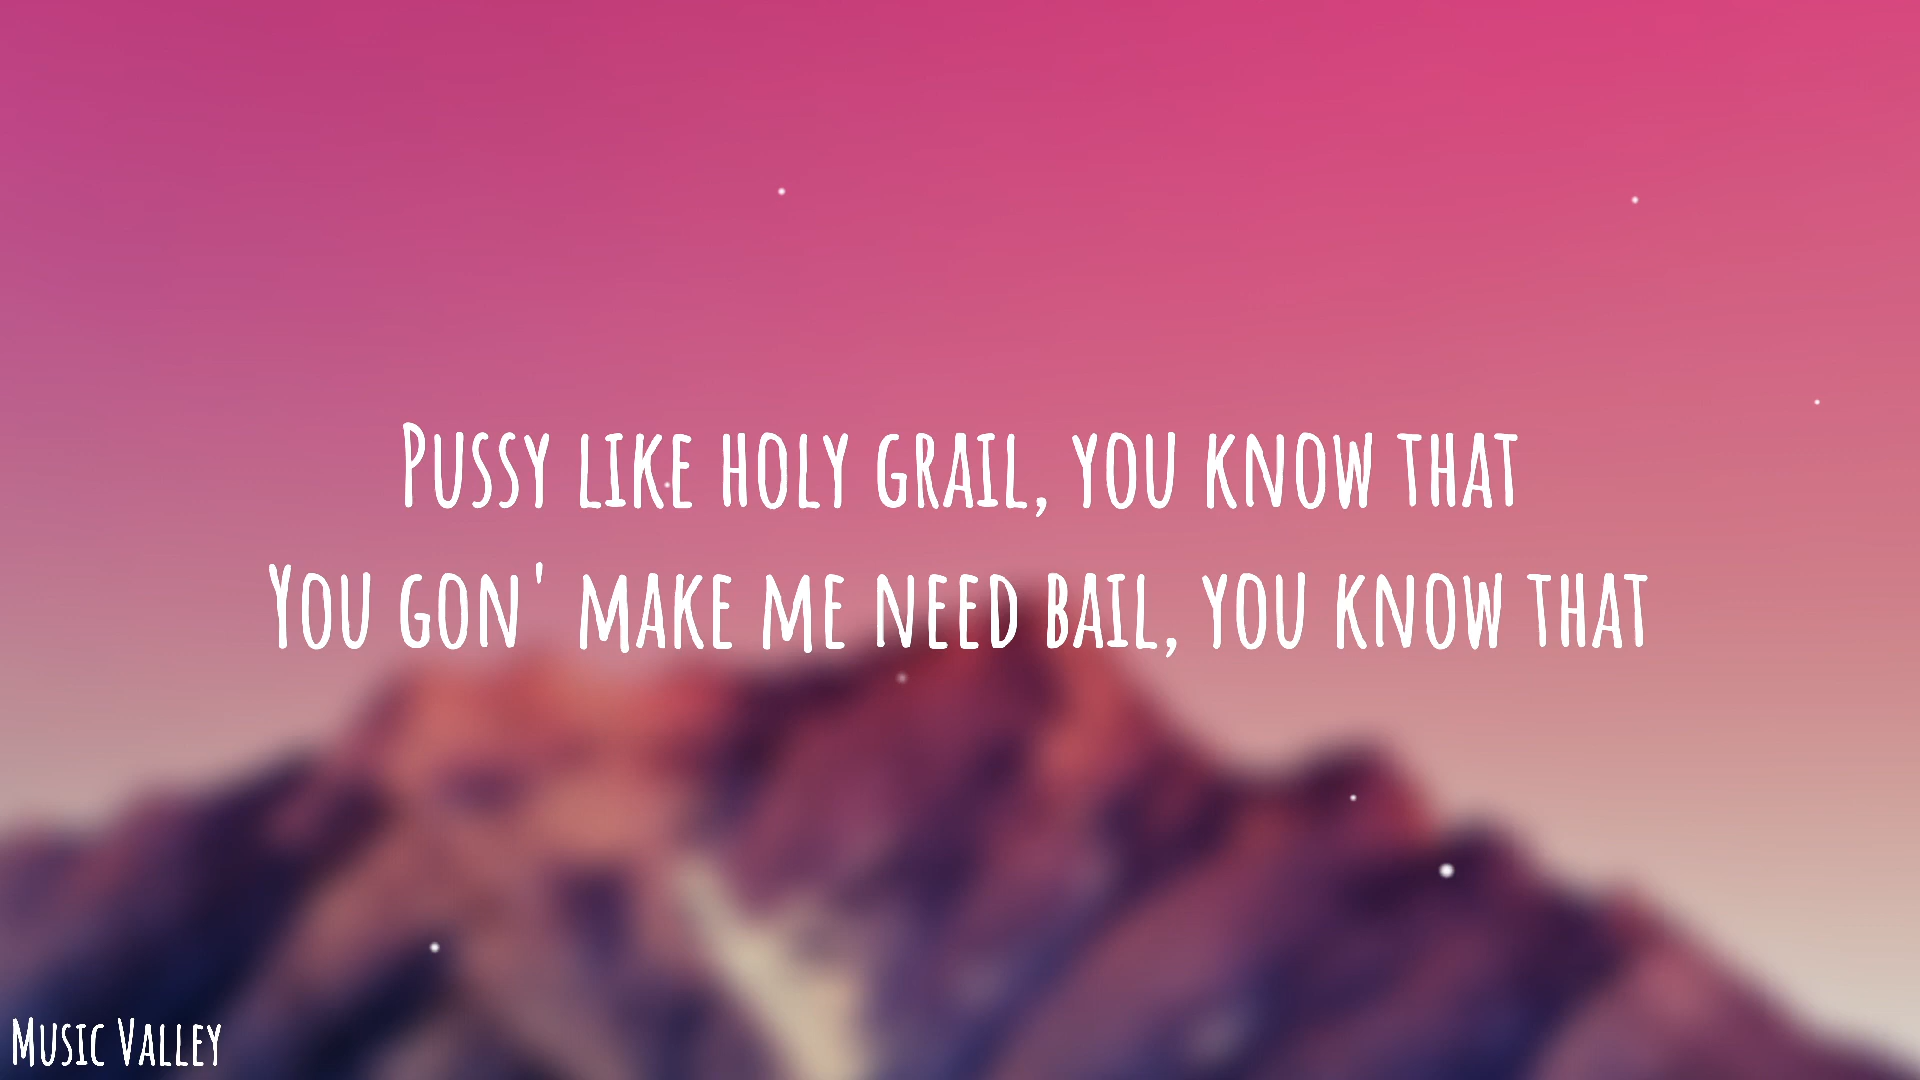 Pussy like holy grail, you know that
You gon' make me need bail, you know that
Music Valley